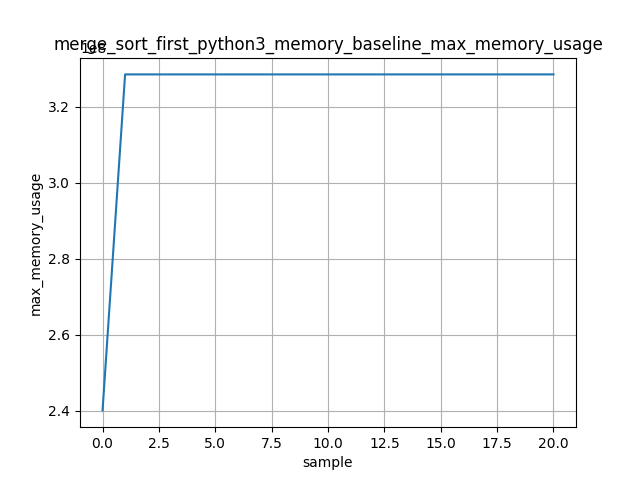 merge_sort_first_python3_memory_baseline_max_memory_usage
1e8
3.2
3.0
2.8
2.6
2.4
max_memory_usage
0.0 2.5 5.0 7.5 10.0 12.5 15.0 17.5 20.0
sample